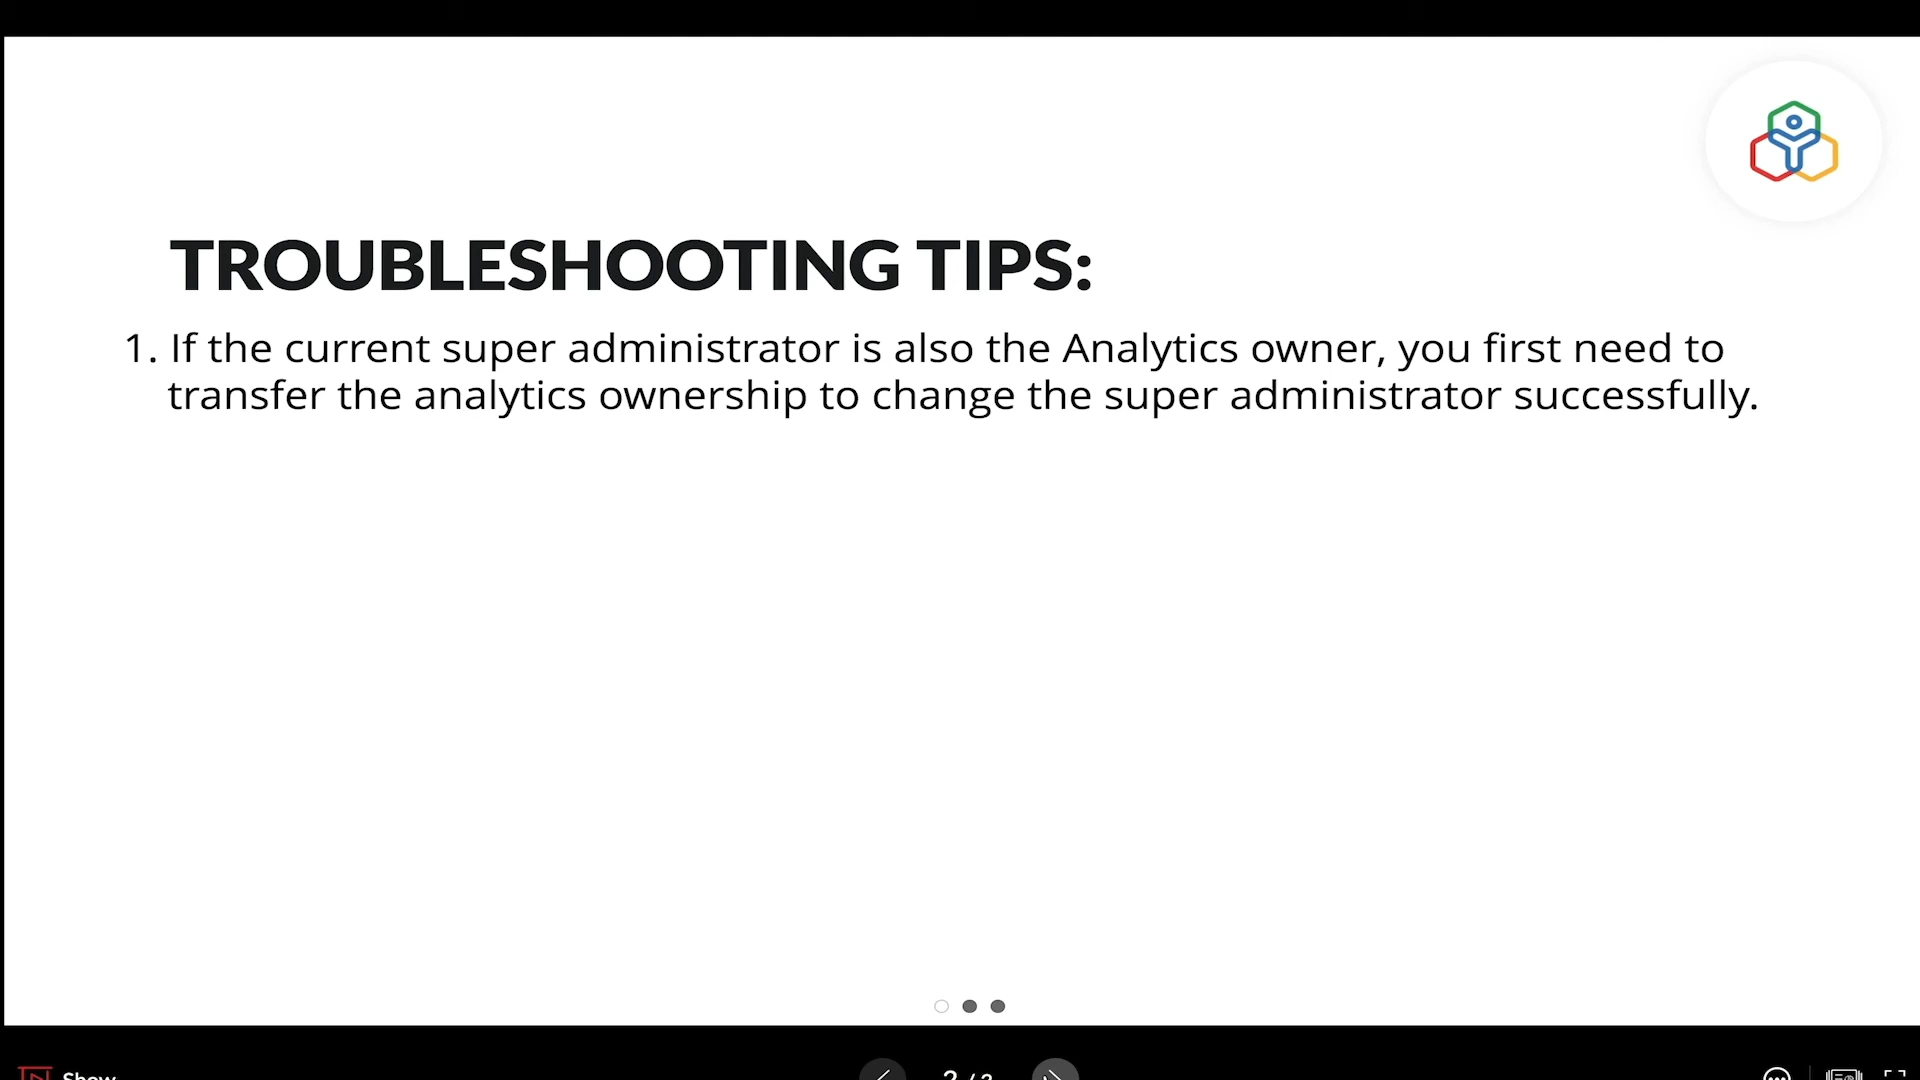 TROUBLESHOOTING TIPS:
1. If the current super administrator is also the Analytics owner, you first need to
transfer the analytics ownership to change the super administrator successfully.
Show